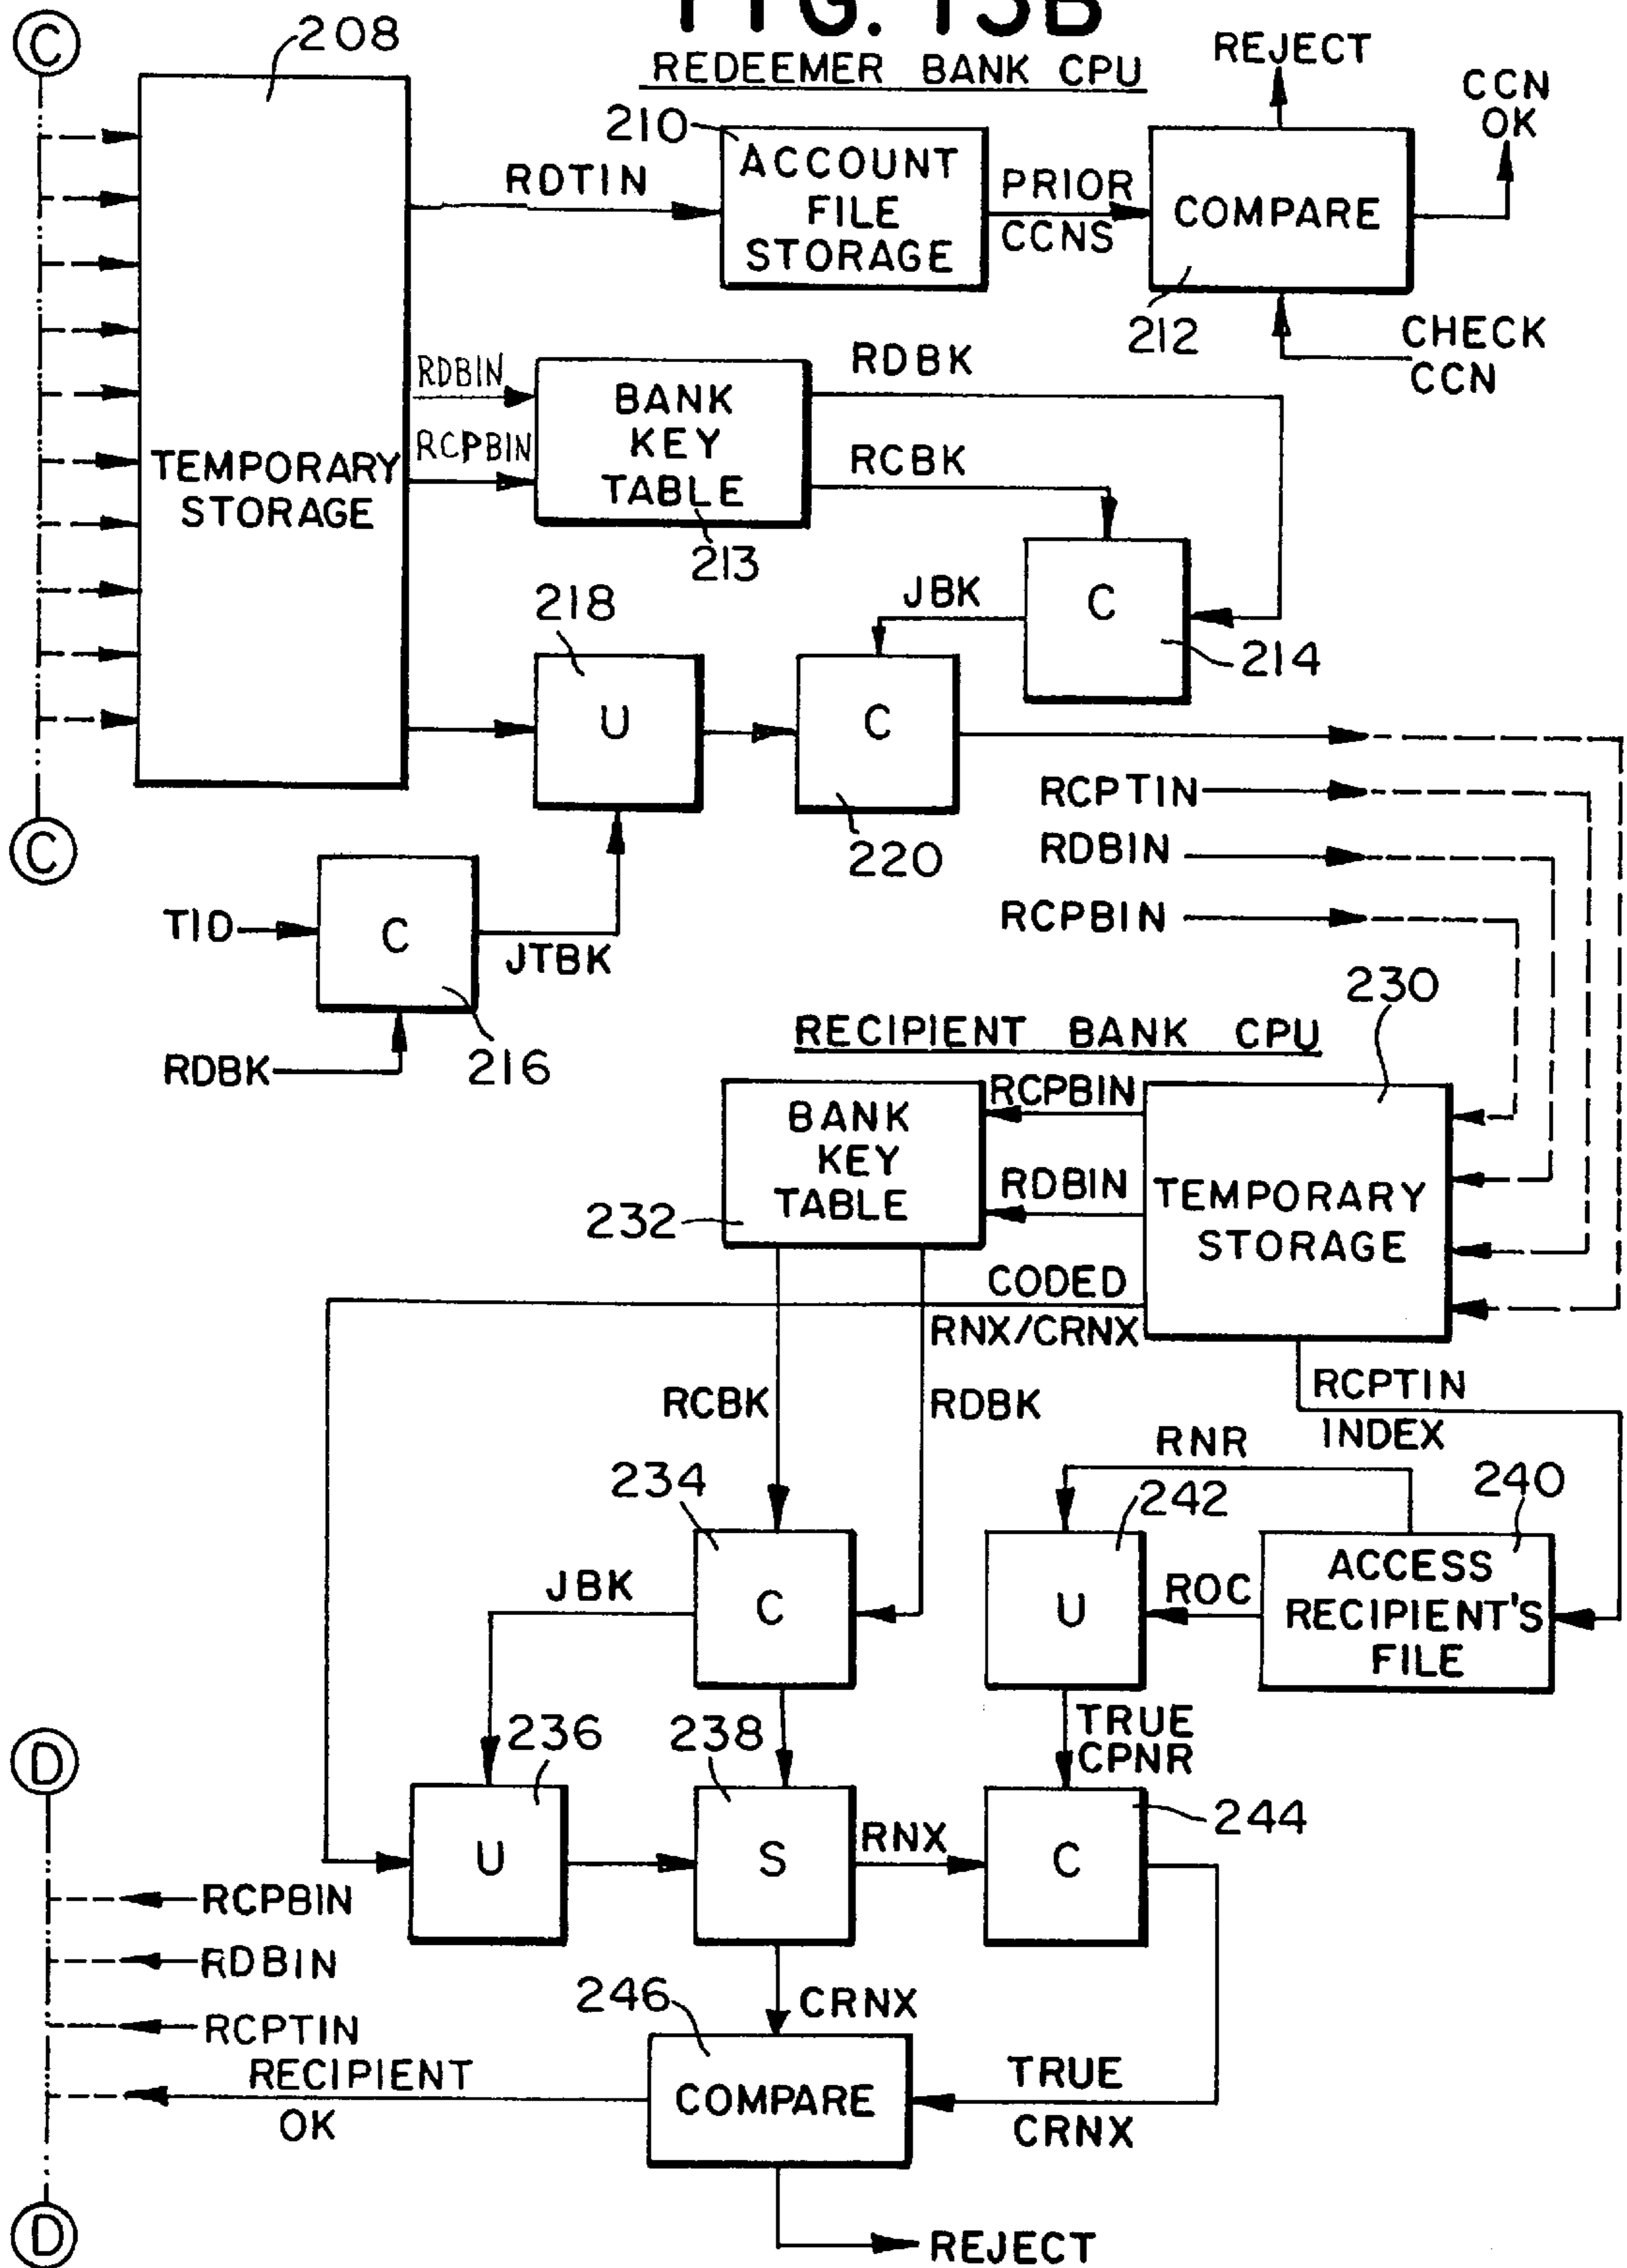 FIG. 13B
REDEEMER BANK CPU
C
208
TEMPORARY
STORAGE
C
RDTIN
210
ACCOUNT
FILE
STORAGE
PRIOR
CCNS
COMPARE
212
REJECT
CCN
OK
CHECK
CCN
RDBIN
RCPBIN
BANK
KEY
TABLE
213
RDBK
RCBK
C
214
JBK
218
U
C
220
TID
C
JTBK
216
RDBK
RCPTIN
RDBIN
RCPBIN
230
RECIPIENT BANK CPU
RCPBIN
RDBIN
BANK
KEY
TABLE
232
TEMPORARY
STORAGE
CODED
RNX/CRNX
RCPTIN
INDEX
RCBK
RDBK
RNR
234
C
242
U
240
ROC
ACCESS
RECIPIENT'S
FILE
JBK
TRUE
CPNR
236
U
238
S
RNX
C
244
D
RCPBIN
RDBIN
RCPTIN
RECIPIENT
OK
D
246
CRNX
COMPARE
TRUE
CRNX
REJECT